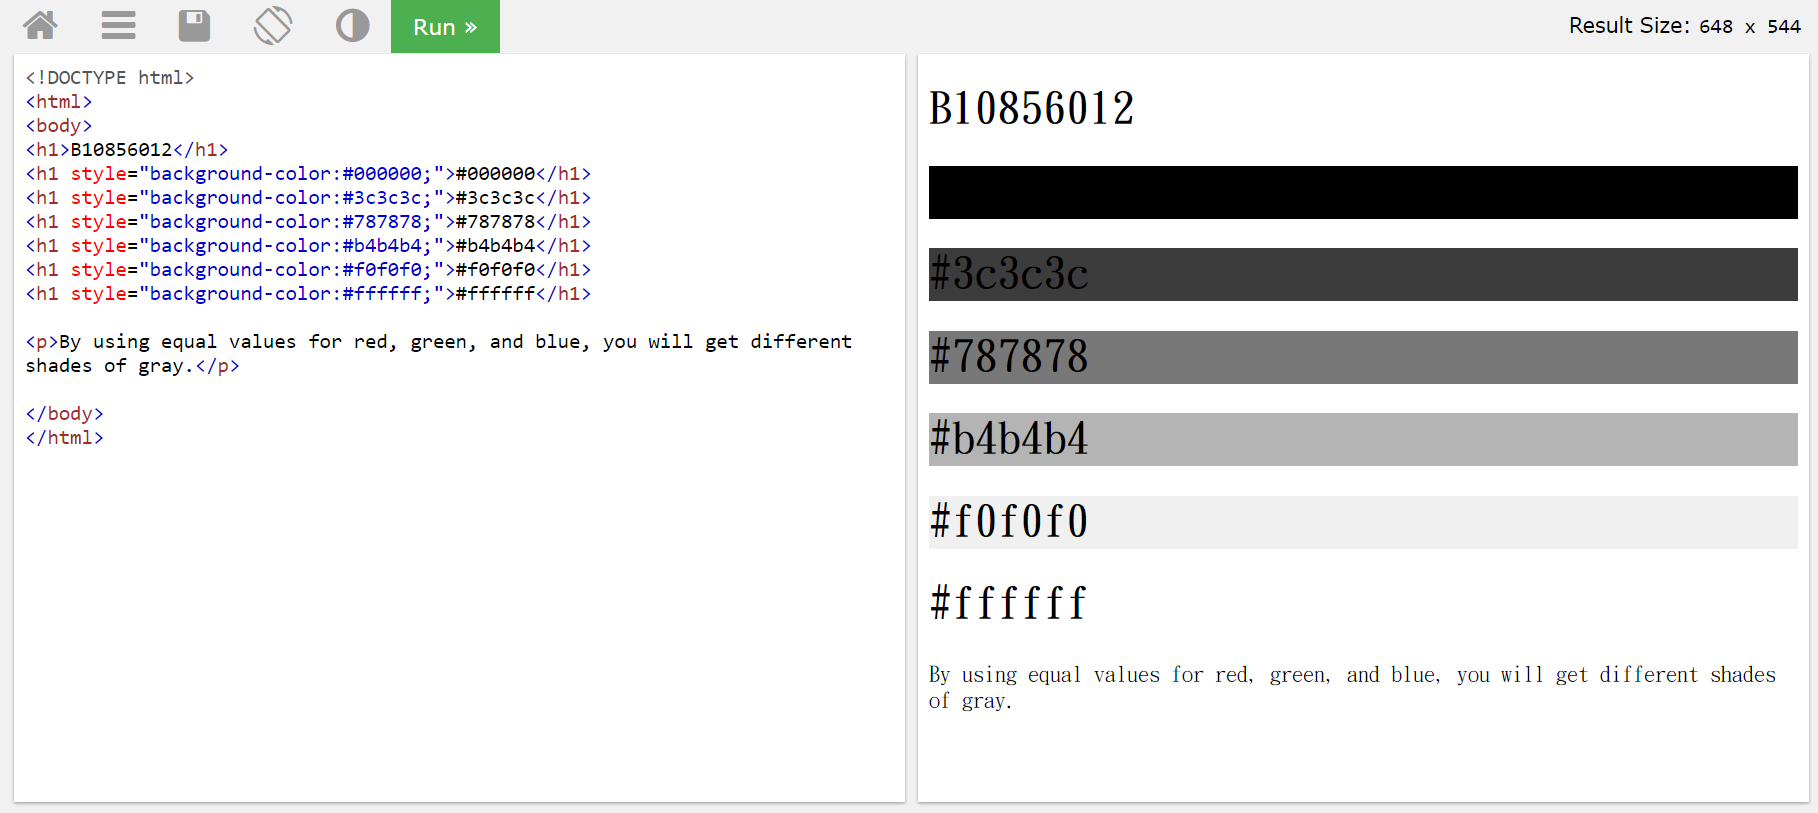 Run »
Result Size: 648 x 544
<!DOCTYPE html>
<html>
<body>
<h1>B10856012</h1>
<h1 style="background-color:#000000;">#000000</h1>
<h1 style="background-color:#3c3c3c;">#3c3c3c</h1>
<h1 style="background-color:#787878;">#787878</h1>
<h1 style="background-color:#b4b4b4;">#b4b4b4</h1>
<h1 style="background-color:#f0f0f0;">#f0f0f0</h1>
<h1 style="background-color:#ffffff;">#ffffff</h1>
<p>By using equal values for red, green, and blue, you will get different
shades of gray.</p>
</body>
</html>
B10856012
#3c3c3c
#787878
#b4b4b4
#f0f0f0
#ffffff
By using equal values for red, green, and blue, you will get different shades
of gray.